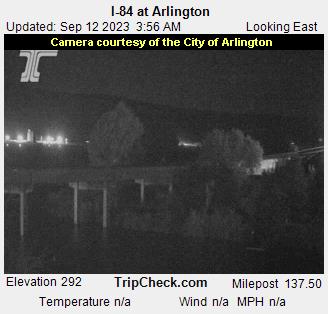 I-84 at Arlington
Updated: Sep 12 2023 3:56 AM Looking East
Camera courtesy of the City of Arlington
Elevation 292 TripCheck.com Milepost 137.50
Temperature n/a Wind n/a MPH n/a